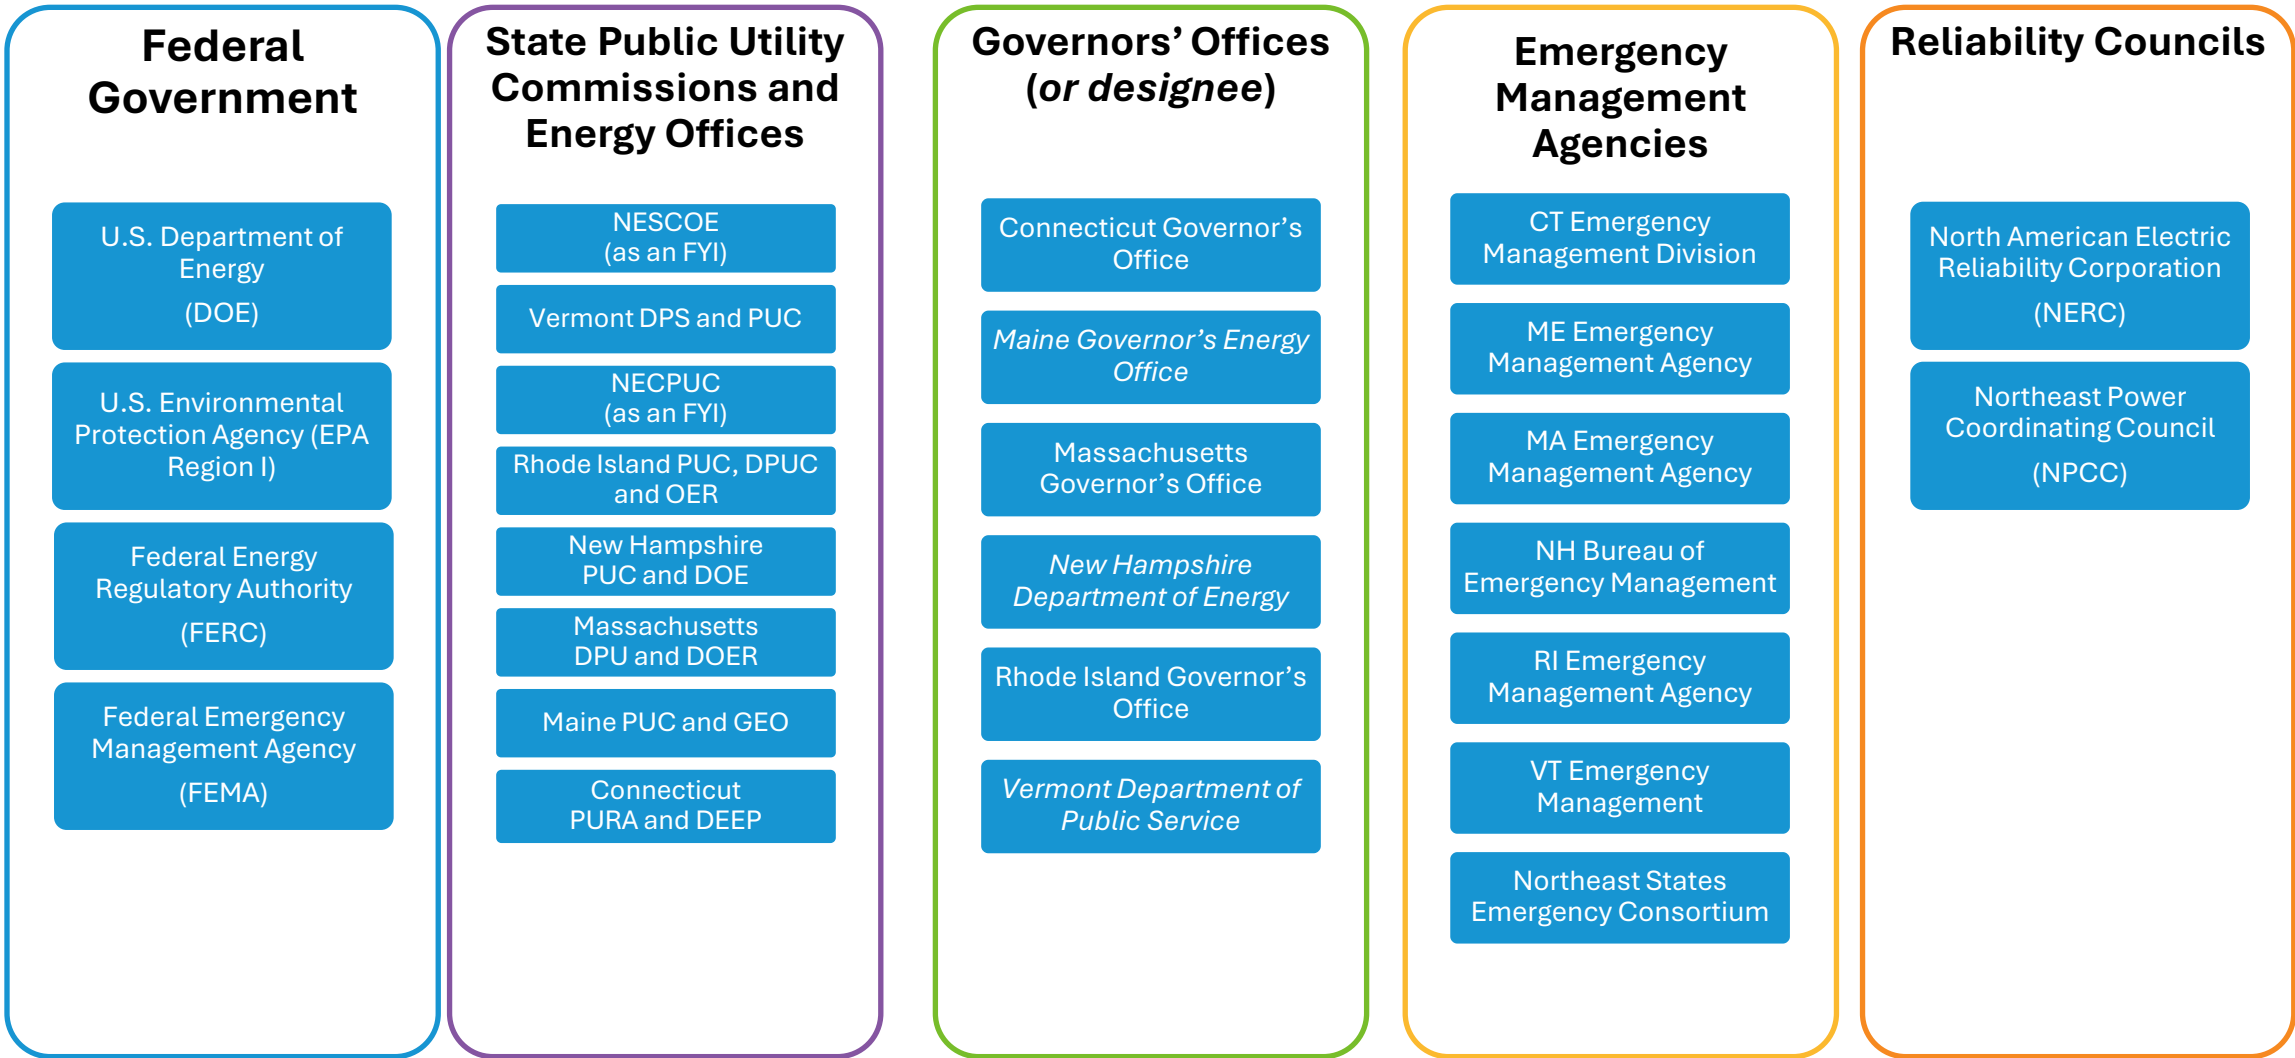 Federal
Government
U.S. Department of
Energy
(DOE)
U.S. Environmental
Protection Agency (EPA
Region I)
Federal Energy
Regulatory Authority
(FERC)
Federal Emergency
Management Agency
(FEMA)
State Public Utility
Commissions and
Energy Offices
NESCOE
(as an FYI)
Vermont DPS and PUC
NECPUC
(as an FYI)
Rhode Island PUC, DPUC
and OER
New Hampshire
PUC and DOE
Massachusetts
DPU and DOER
Maine PUC and GEO
Connecticut
PURA and DEEP
Governors’ Offices
(or designee)
Connecticut Governor’s
Office
Maine Governor’s Energy
Office
Massachusetts
Governor’s Office
New Hampshire
Department of Energy
Rhode Island Governor’s
Office
Vermont Department of
Public Service
Emergency
Management
Agencies
CT Emergency
Management Division
ME Emergency
Management Agency
MA Emergency
Management Agency
NH Bureau of
Emergency Management
RI Emergency
Management Agency
VT Emergency
Management
Northeast States
Emergency Consortium
Reliability Councils
North American Electric
Reliability Corporation
(NERC)
Northeast Power
Coordinating Council
(NPCC)